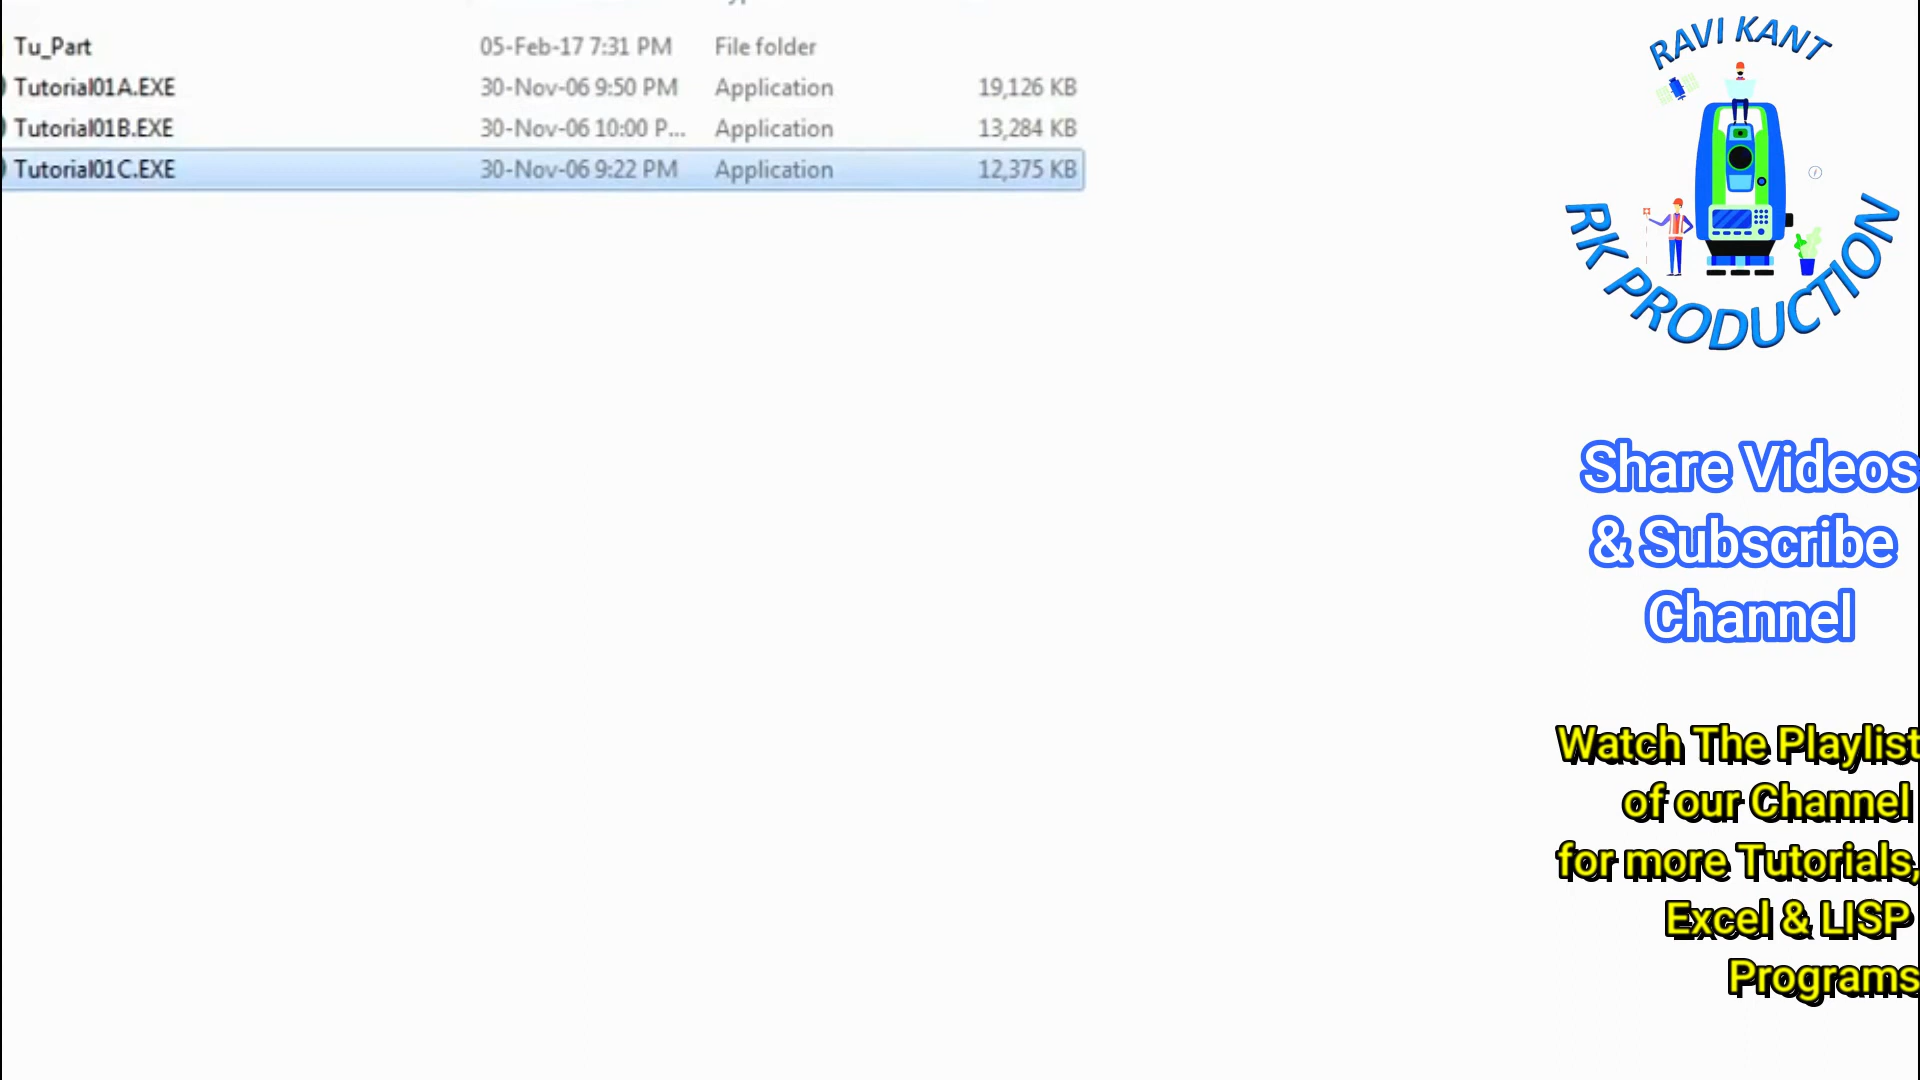 Tu_Part 05-Feb-17 7:31 PM File folder
Tutorial01A.EXE 30-Nov-06 9:50 PM Application 19,126 KB
Tutorial01B.EXE 30-Nov-06 10:00 P... Application 13,284 KB
Tutorial01C.EXE 30-Nov-06 9:22 PM Application 12,375 KB
RAVI KANT
RK PRODUCTION
Share Videos
& Subscribe
Channel
Watch The Playlist
of our Channel
for more Tutorials,
Excel & LISP
Programs